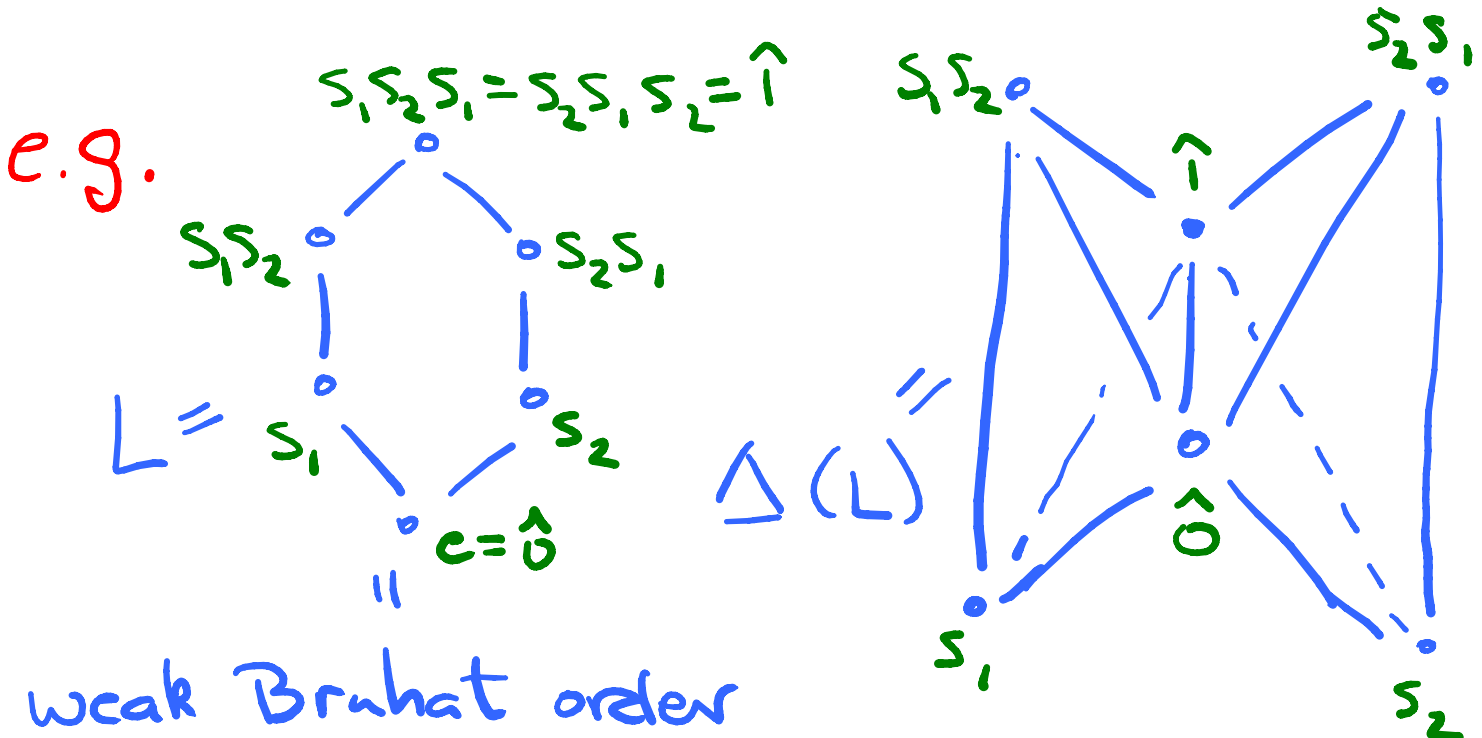 e.g.
s₁s₂s₁ = s₂s₁s₂ = 1̂
s₁s₂
s₂s₁
L =
s₁
s₂
e = 0̂
=
weak Bruhat order
s₁s₂
s₂s₁
1̂
Δ(L) =
0̂
s₁
s₂